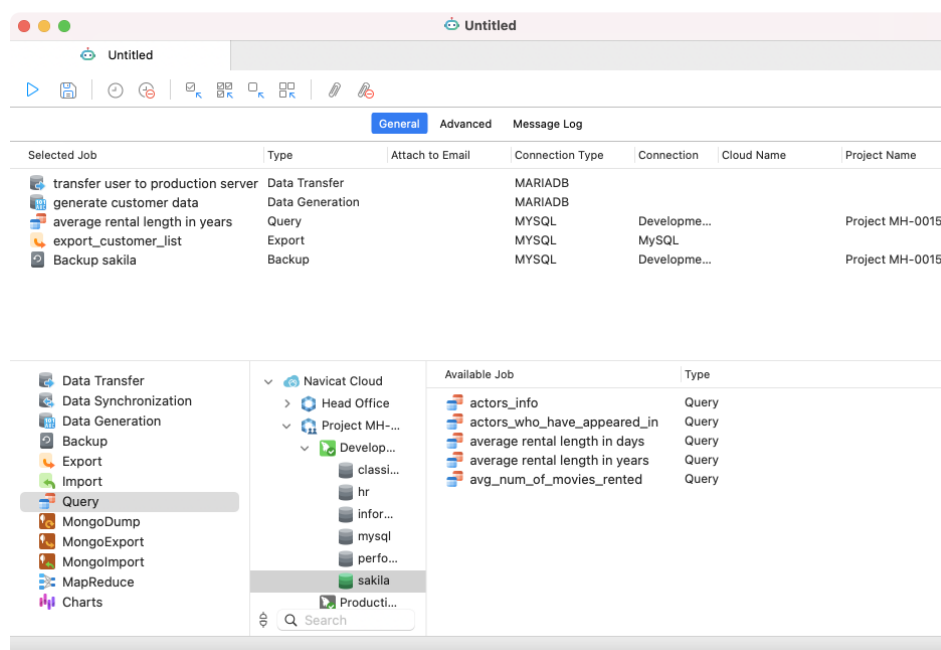 Untitled
Untitled
General Advanced Message Log
Selected Job Type Attach to Email Connection Type Connection Cloud Name Project Name
transfer user to production server Data Transfer MARIADB
generate customer data Data Generation MARIADB
average rental length in years Query MYSQL Developme... Project MH-0015
export_customer_list Export MYSQL MySQL
Backup sakila Backup MYSQL Developme... Project MH-0015
Data Transfer
Data Synchronization
Data Generation
Backup
Export
Import
Query
MongoDump
MongoExport
MongoImport
MapReduce
Charts
Navicat Cloud
Head Office
Project MH-...
Develop...
classi...
hr
infor...
mysql
perfo...
sakila
Producti...
Search
Available Job Type
actors_info Query
actors_who_have_appeared_in Query
average rental length in days Query
average rental length in years Query
avg_num_of_movies_rented Query